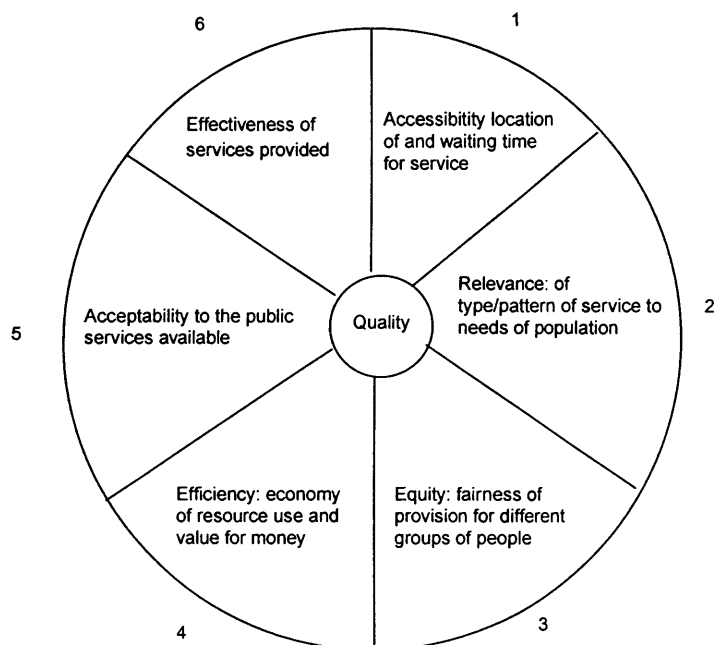 6
1
Effectiveness of
services provided
Accessibitity location
of and waiting time
for service
Relevance: of
type/pattern of service to
needs of population
2
Quality
Acceptability to the public
services available
5
Efficiency: economy
of resource use and
value for money
Equity: fairness of
provision for different
groups of people
4
3